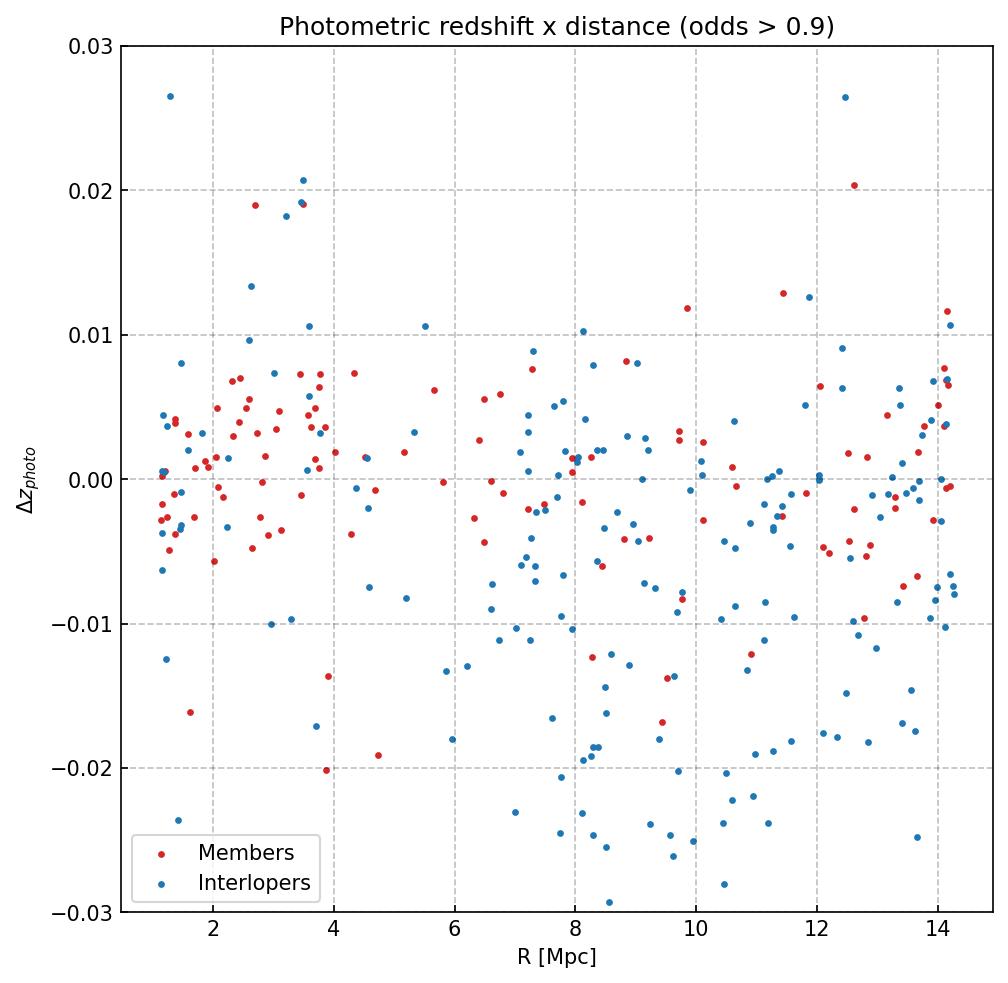 Photometric redshift x distance (odds > 0.9)
0.03
0.02
0.01
0.00
−0.01
−0.02
−0.03
Δz_photo
Members
Interlopers
2 4 6 8 10 12 14
R [Mpc]